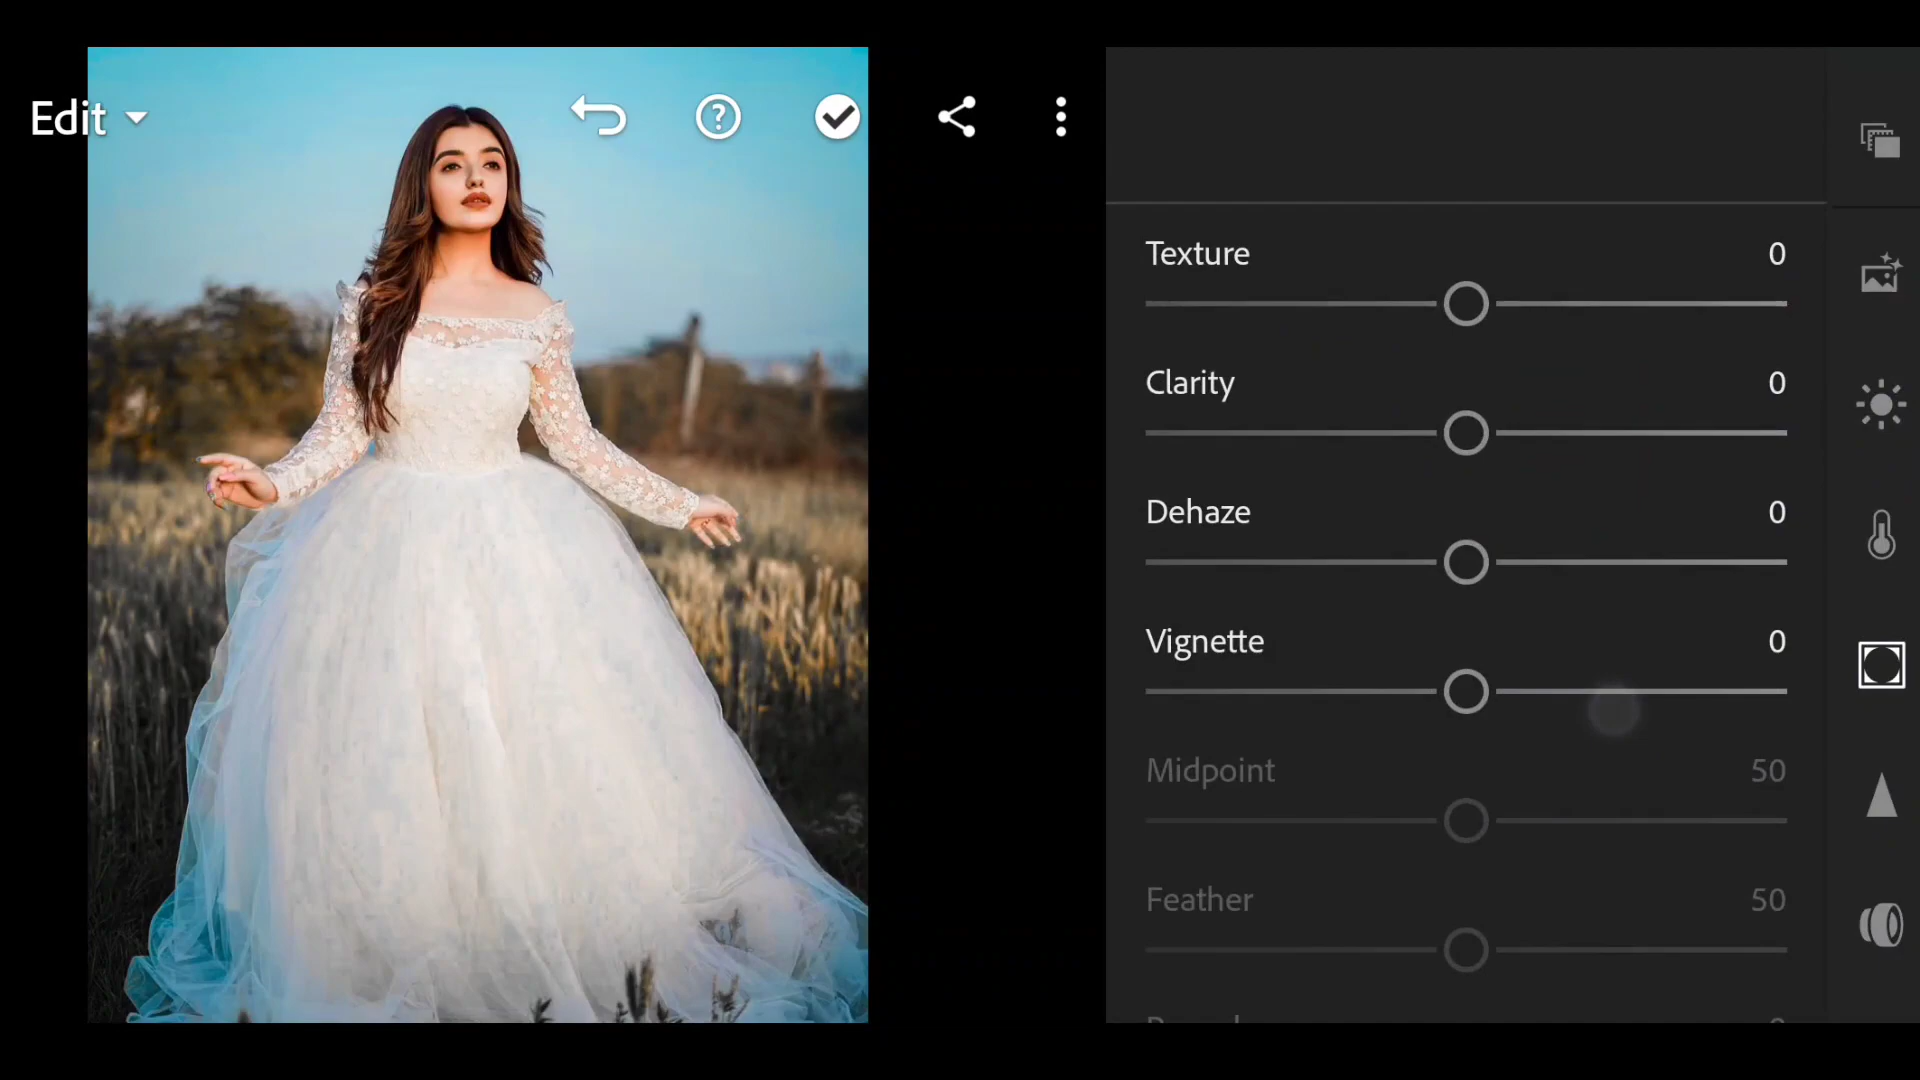 Edit
Texture 0
Clarity 0
Dehaze 0
Vignette 0
Midpoint 50
Feather 50